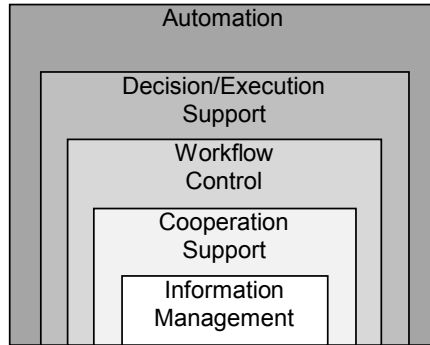 Automation
Decision/Execution
Support
Workflow
Control
Cooperation
Support
Information
Management